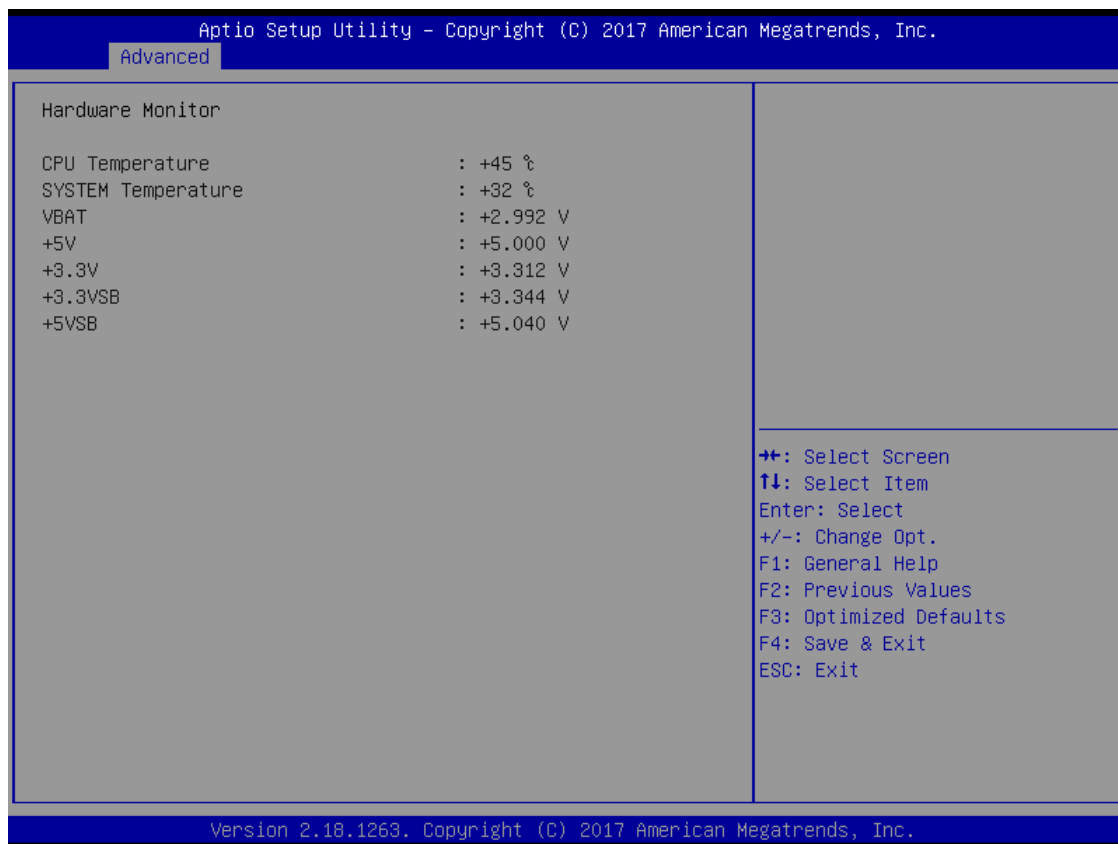 Aptio Setup Utility – Copyright (C) 2017 American Megatrends, Inc.
Advanced
Hardware Monitor
CPU Temperature : +45 ℃
SYSTEM Temperature : +32 ℃
VBAT : +2.992 V
+5V : +5.000 V
+3.3V : +3.312 V
+3.3VSB : +3.344 V
+5VSB : +5.040 V
→←: Select Screen
↑↓: Select Item
Enter: Select
+/-: Change Opt.
F1: General Help
F2: Previous Values
F3: Optimized Defaults
F4: Save & Exit
ESC: Exit
Version 2.18.1263. Copyright (C) 2017 American Megatrends, Inc.